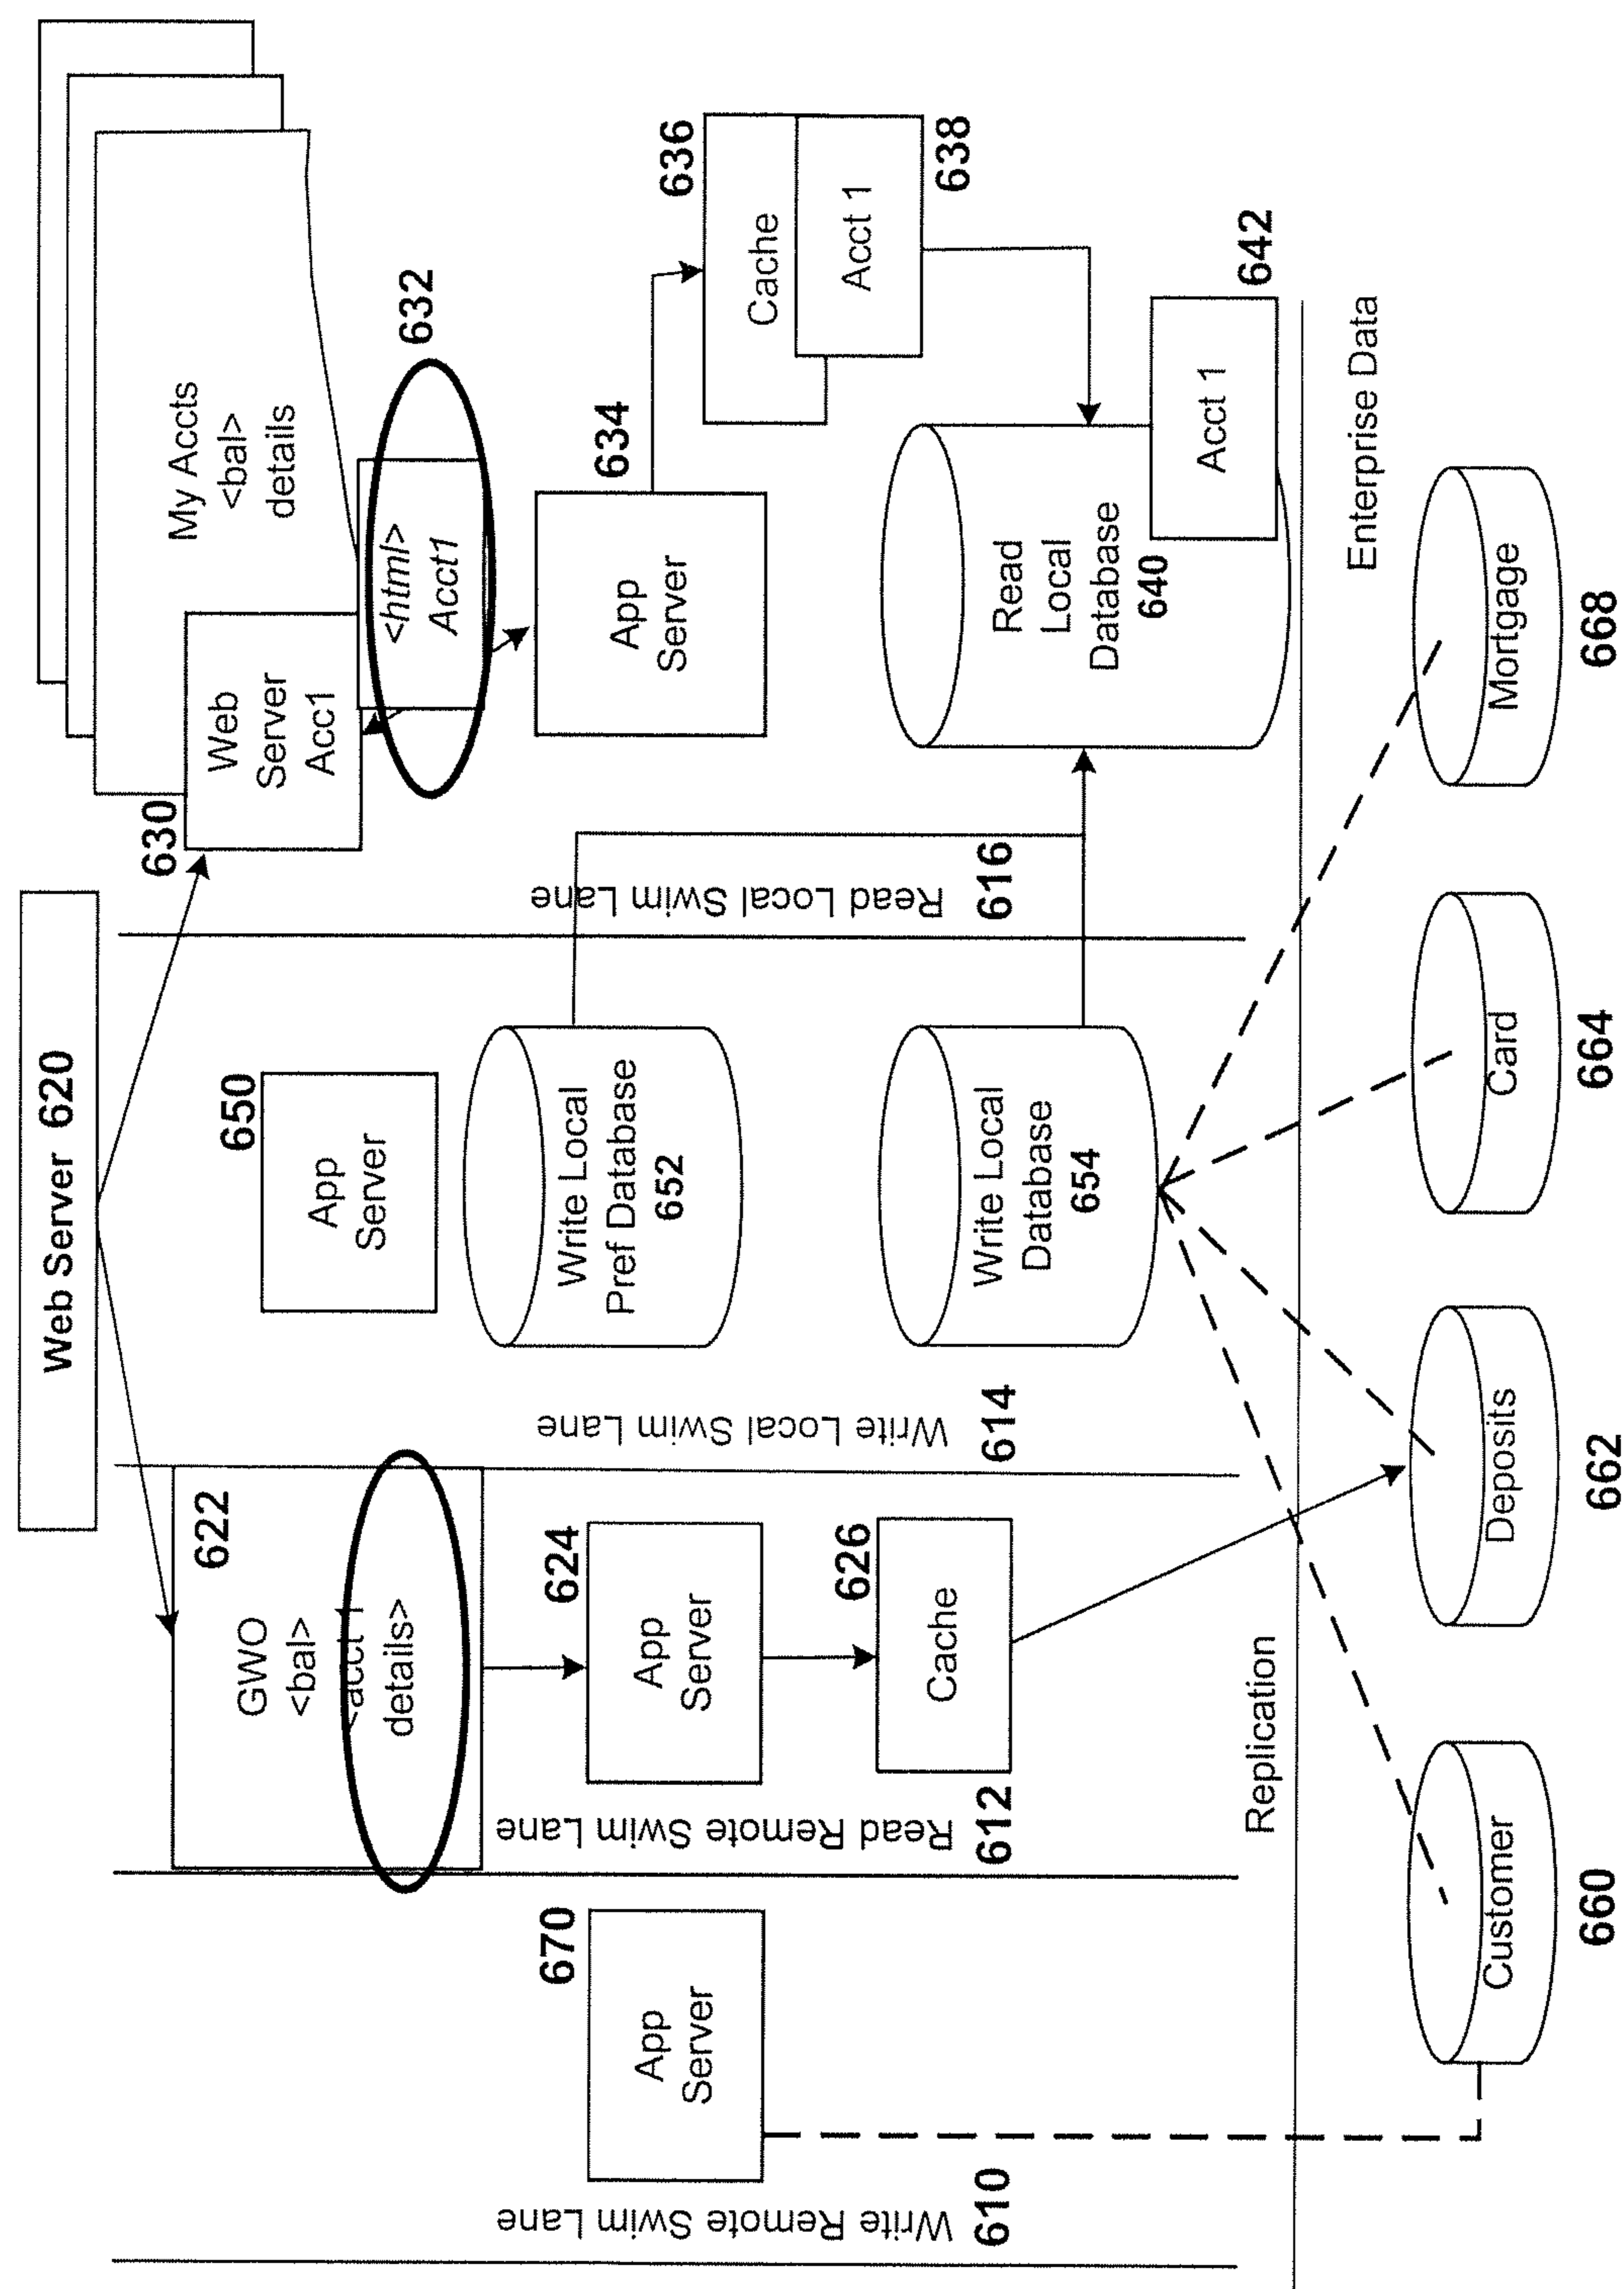 Web Server 620
My Accts
<bal>
details
630
Web
Server
Acc1
<html>
Acct1
632
634
App
Server
636
Cache
Acct 1
638
Read
Local
Database
640
Acct 1
642
Read Local Swim Lane
616
650
App
Server
Write Local
Pref Database
652
Write Local
Database
654
Write Local Swim Lane
614
622
GWO
<bal>
<acct 1
details>
624
App
Server
626
Cache
Read Remote Swim Lane
612
670
App
Server
Write Remote Swim Lane
610
Replication
Enterprise Data
Customer
660
Deposits
662
Card
664
Mortgage
668